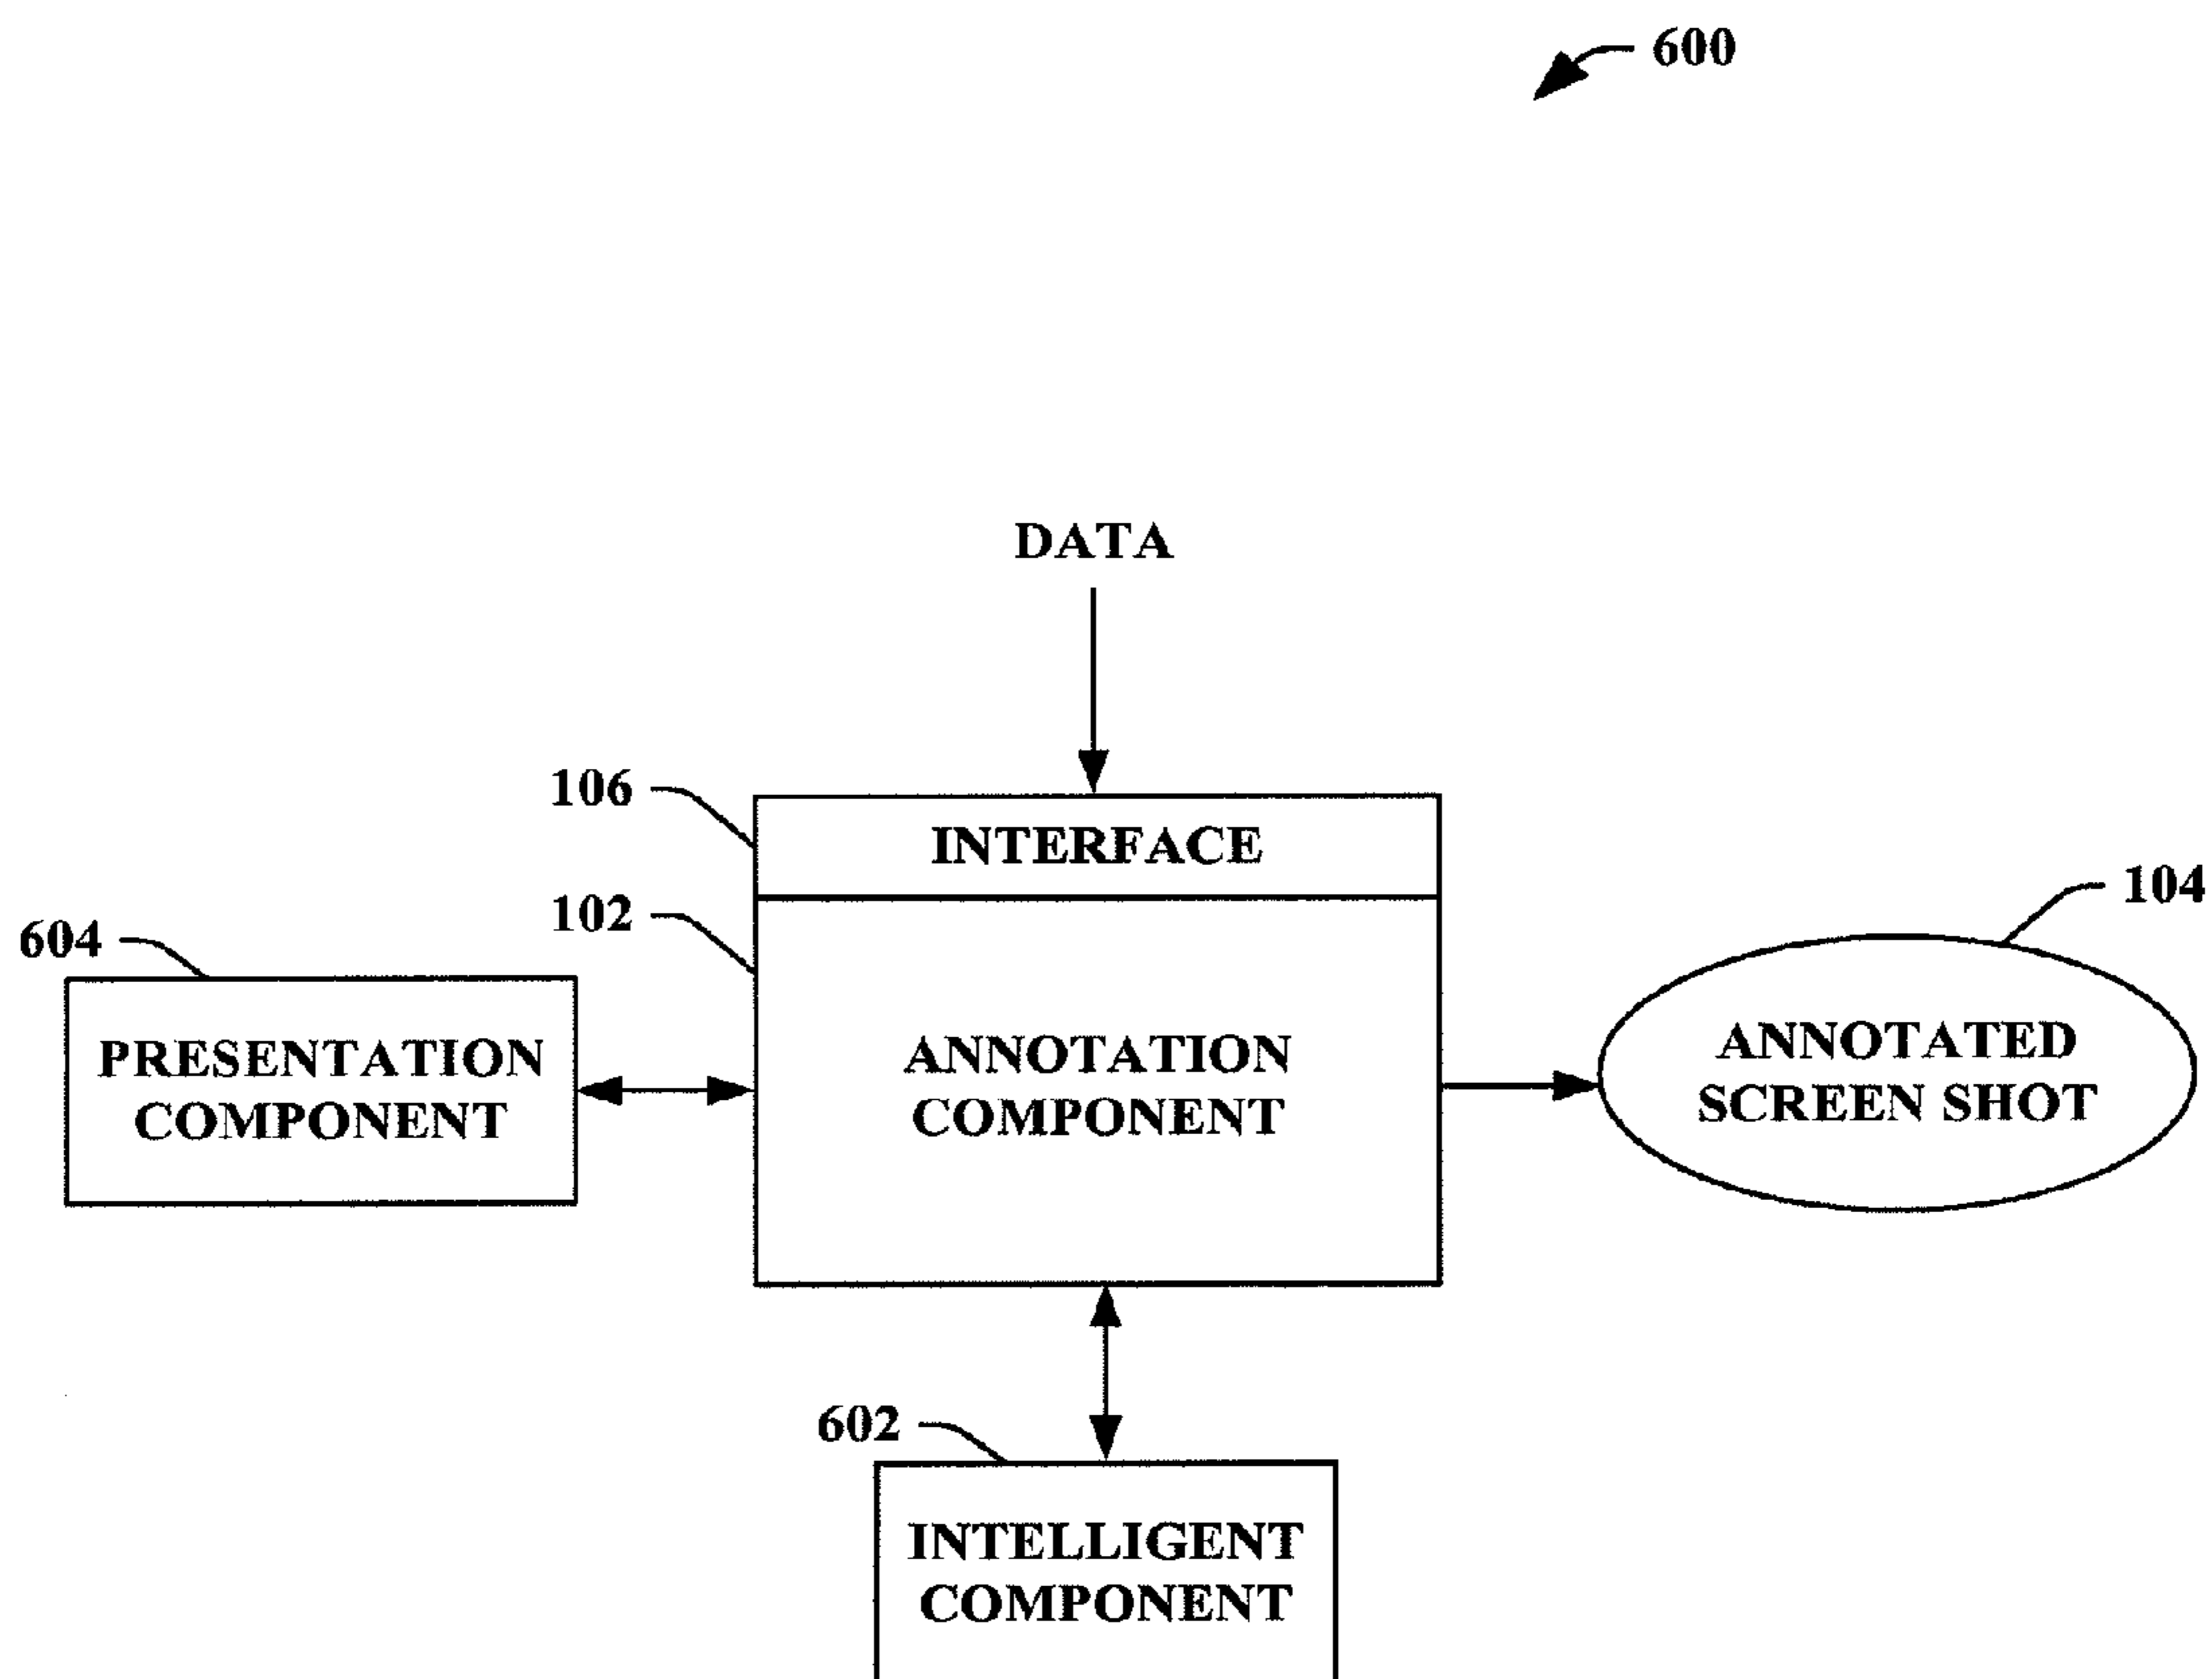 600
DATA
106
INTERFACE
102
104
604
PRESENTATION
COMPONENT
ANNOTATION
COMPONENT
ANNOTATED
SCREEN SHOT
602
INTELLIGENT
COMPONENT